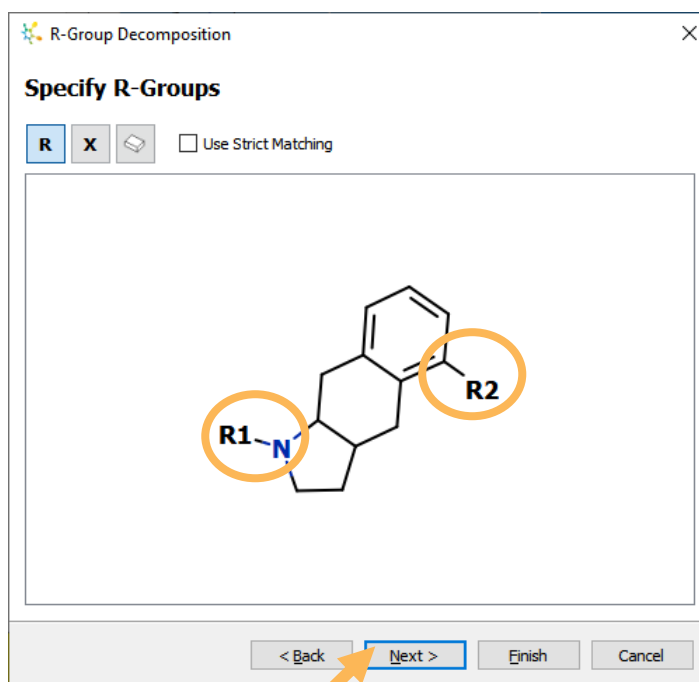 R-Group Decomposition
Specify R-Groups
R X Use Strict Matching
R2
R1 N
< Back Next > Finish Cancel